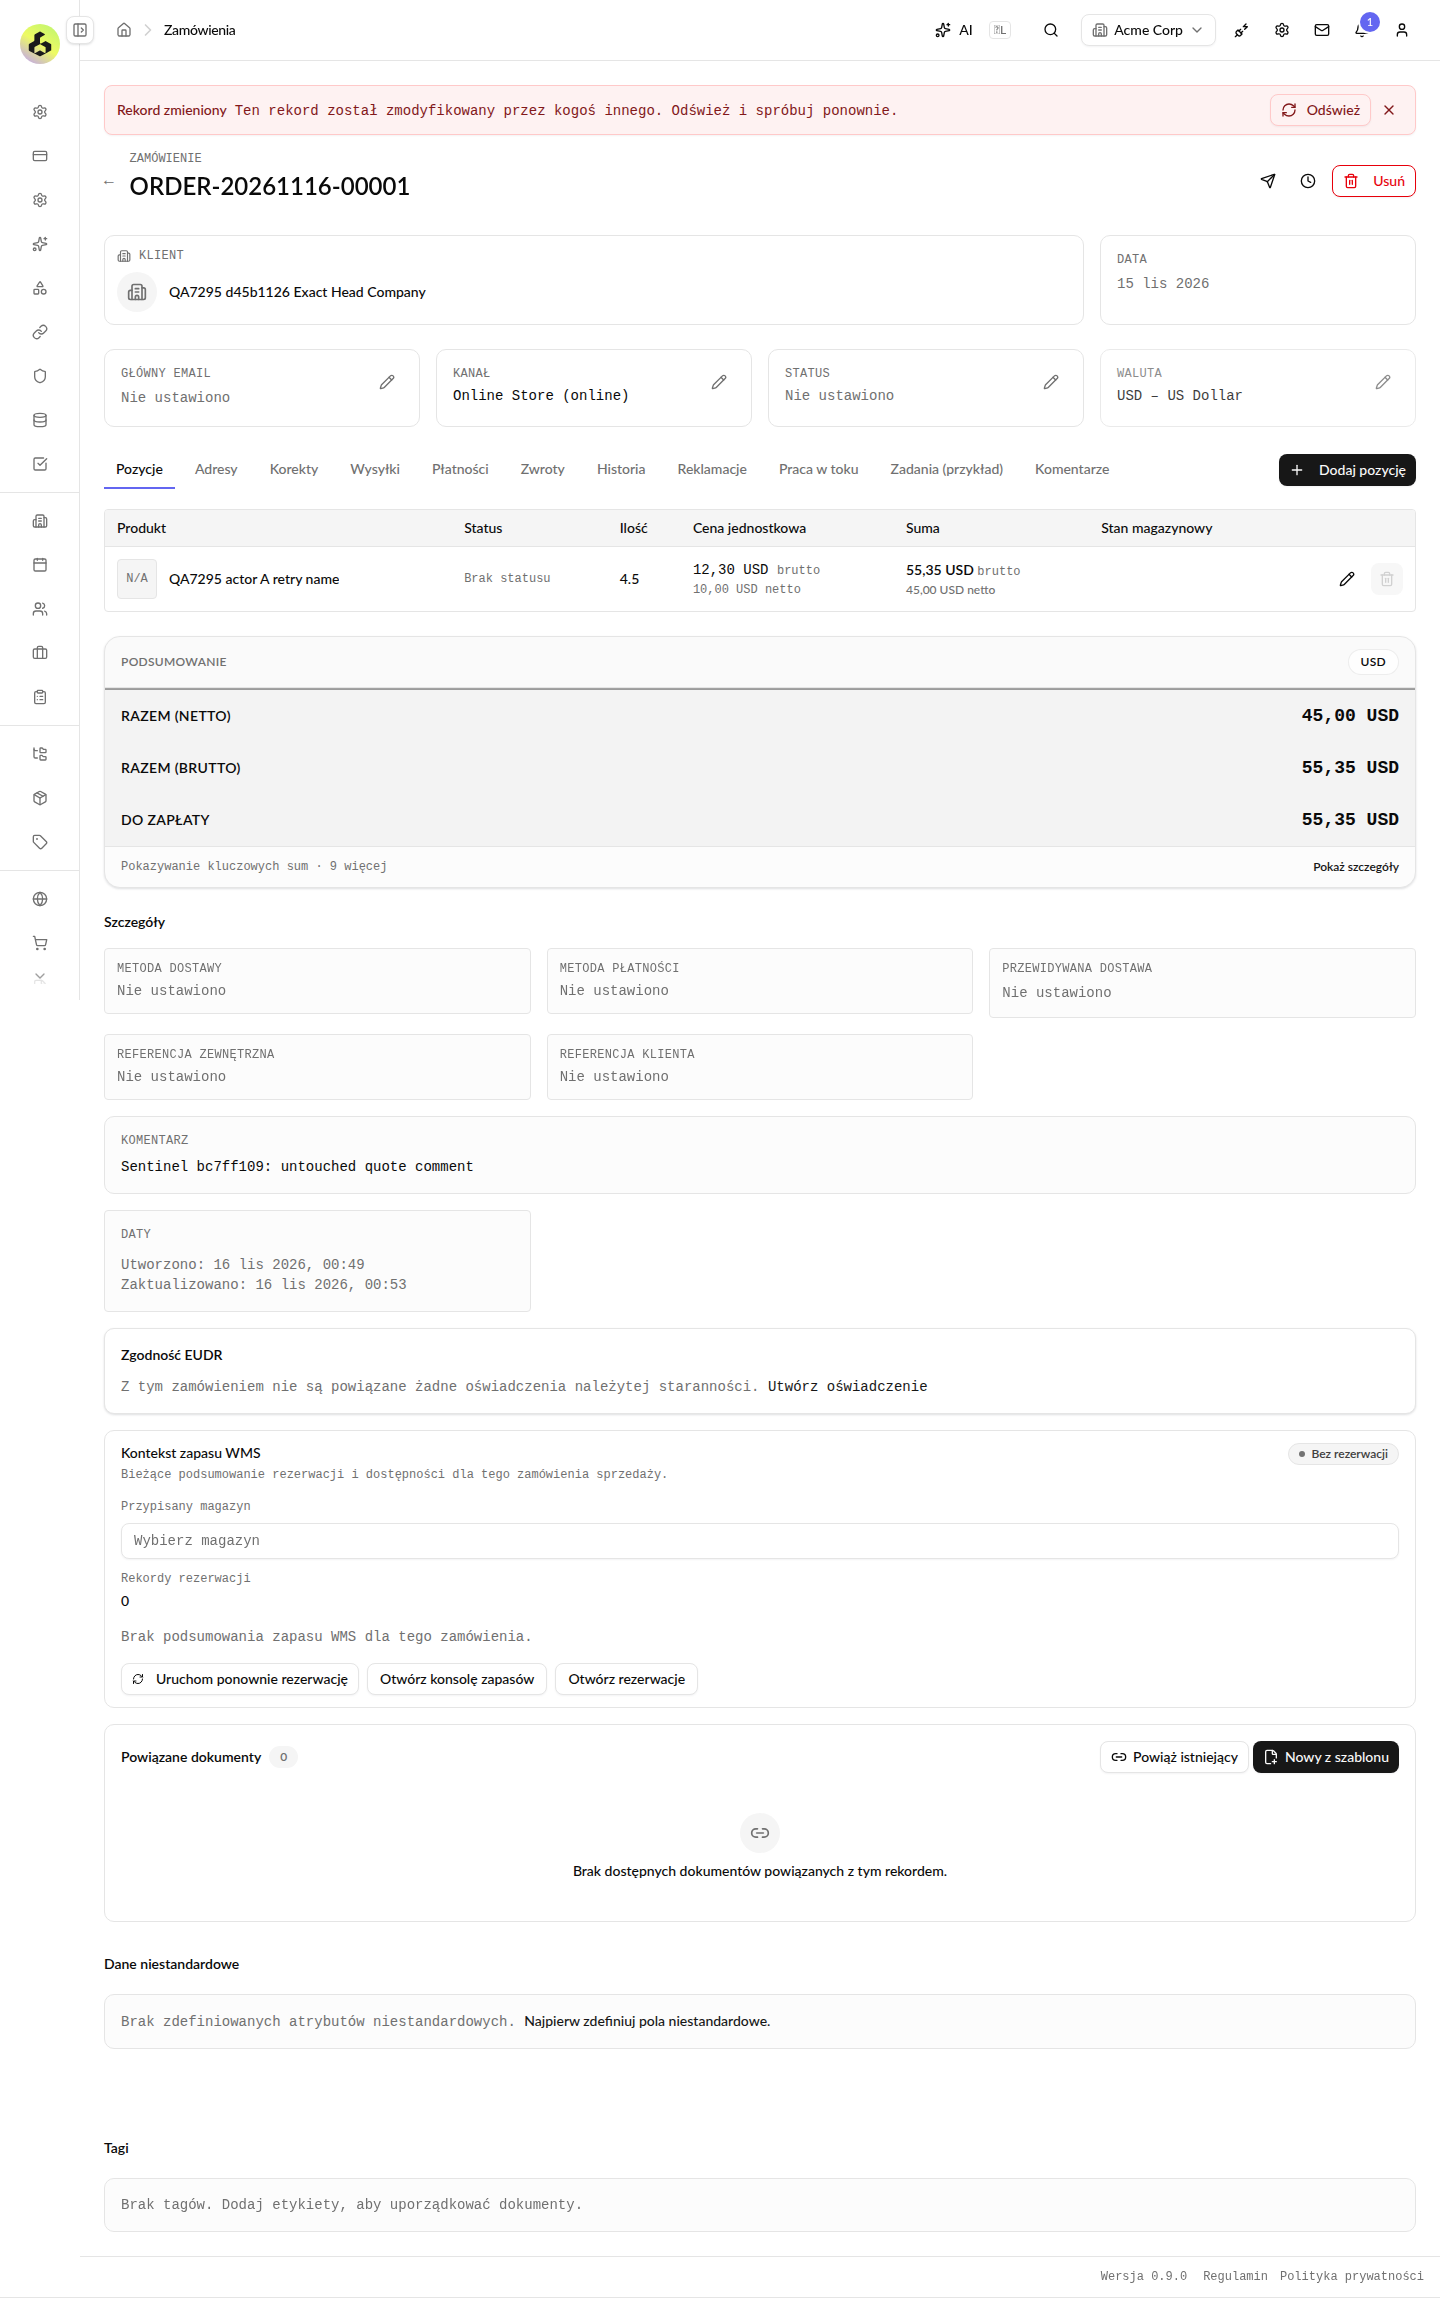 Zamówienia
AI
L
Acme Corp
1
Rekord zmieniony Ten rekord został zmodyfikowany przez kogoś innego. Odśwież i spróbuj ponownie.
Odśwież
ZAMÓWIENIE
← ORDER-20261116-00001
Usuń
KLIENT
QA7295 d45b1126 Exact Head Company
DATA
15 lis 2026
GŁÓWNY EMAIL
Nie ustawiono
KANAŁ
Online Store (online)
STATUS
Nie ustawiono
WALUTA
USD – US Dollar
Pozycje Adresy Korekty Wysyłki Płatności Zwroty Historia Reklamacje Praca w toku Zadania (przykład) Komentarze
Dodaj pozycję
Produkt Status Ilość Cena jednostkowa Suma Stan magazynowy
N/A QA7295 actor A retry name Brak statusu 4.5 12,30 USD brutto 55,35 USD brutto
10,00 USD netto 45,00 USD netto
PODSUMOWANIE USD
RAZEM (NETTO) 45,00 USD
RAZEM (BRUTTO) 55,35 USD
DO ZAPŁATY 55,35 USD
Pokazywanie kluczowych sum · 9 więcej Pokaż szczegóły
Szczegóły
METODA DOSTAWY
Nie ustawiono
METODA PŁATNOŚCI
Nie ustawiono
PRZEWIDYWANA DOSTAWA
Nie ustawiono
REFERENCJA ZEWNĘTRZNA
Nie ustawiono
REFERENCJA KLIENTA
Nie ustawiono
KOMENTARZ
Sentinel bc7ff109: untouched quote comment
DATY
Utworzono: 16 lis 2026, 00:49
Zaktualizowano: 16 lis 2026, 00:53
Zgodność EUDR
Z tym zamówieniem nie są powiązane żadne oświadczenia należytej staranności. Utwórz oświadczenie
Kontekst zapasu WMS
Bez rezerwacji
Bieżące podsumowanie rezerwacji i dostępności dla tego zamówienia sprzedaży.
Przypisany magazyn
Wybierz magazyn
Rekordy rezerwacji
0
Brak podsumowania zapasu WMS dla tego zamówienia.
Uruchom ponownie rezerwację Otwórz konsolę zapasów Otwórz rezerwacje
Powiązane dokumenty 0
Powiąż istniejący Nowy z szablonu
Brak dostępnych dokumentów powiązanych z tym rekordem.
Dane niestandardowe
Brak zdefiniowanych atrybutów niestandardowych. Najpierw zdefiniuj pola niestandardowe.
Tagi
Brak tagów. Dodaj etykiety, aby uporządkować dokumenty.
Wersja 0.9.0 Regulamin Polityka prywatności